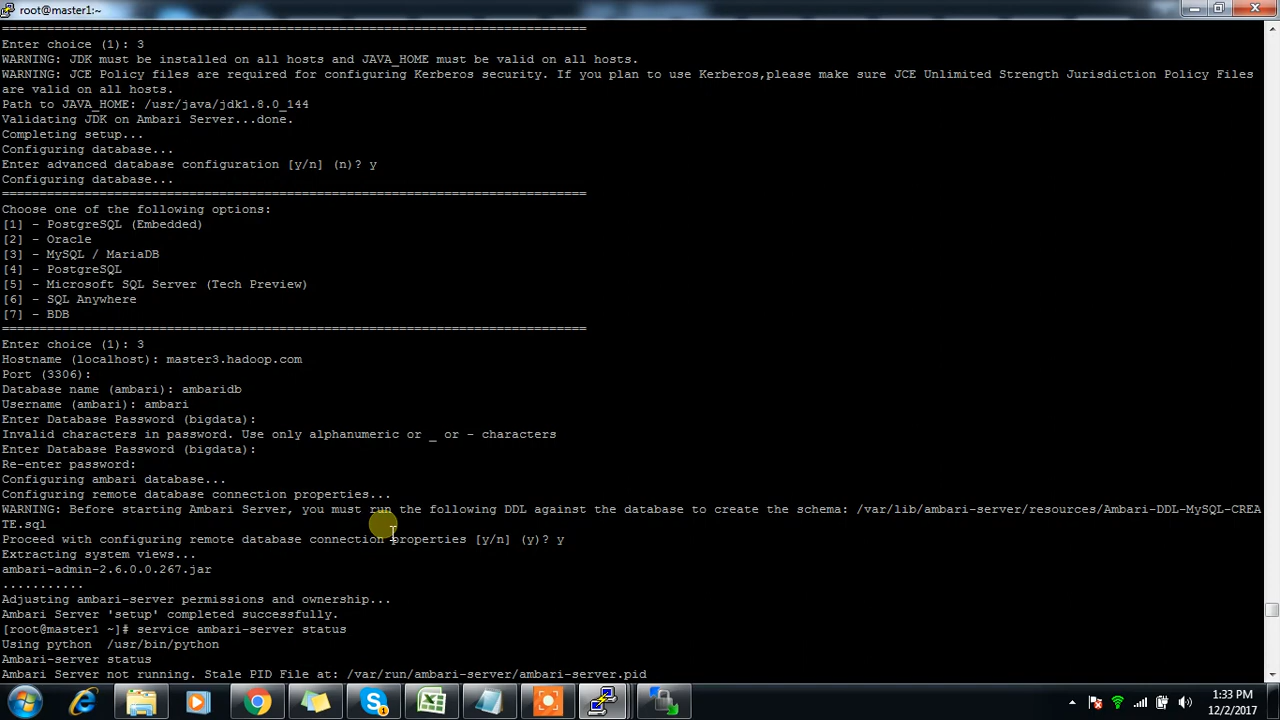 root@master1:~
==============================================================================
Enter choice (1): 3
WARNING: JDK must be installed on all hosts and JAVA_HOME must be valid on all hosts.
WARNING: JCE Policy files are required for configuring Kerberos security. If you plan to use Kerberos,please make sure JCE Unlimited Strength Jurisdiction Policy Files
are valid on all hosts.
Path to JAVA_HOME: /usr/java/jdk1.8.0_144
Validating JDK on Ambari Server...done.
Completing setup...
Configuring database...
Enter advanced database configuration [y/n] (n)? y
Configuring database...
==============================================================================
Choose one of the following options:
[1] - PostgreSQL (Embedded)
[2] - Oracle
[3] - MySQL / MariaDB
[4] - PostgreSQL
[5] - Microsoft SQL Server (Tech Preview)
[6] - SQL Anywhere
[7] - BDB
==============================================================================
Enter choice (1): 3
Hostname (localhost): master3.hadoop.com
Port (3306):
Database name (ambari): ambaridb
Username (ambari): ambari
Enter Database Password (bigdata):
Invalid characters in password. Use only alphanumeric or _ or - characters
Enter Database Password (bigdata):
Re-enter password:
Configuring ambari database...
Configuring remote database connection properties...
WARNING: Before starting Ambari Server, you must run the following DDL against the database to create the schema: /var/lib/ambari-server/resources/Ambari-DDL-MySQL-CREA
TE.sql
Proceed with configuring remote database connection properties [y/n] (y)? y
Extracting system views...
ambari-admin-2.6.0.0.267.jar
...........
Adjusting ambari-server permissions and ownership...
Ambari Server 'setup' completed successfully.
[root@master1 ~]# service ambari-server status
Using python  /usr/bin/python
Ambari-server status
Ambari Server not running. Stale PID File at: /var/run/ambari-server/ambari-server.pid
1:33 PM
12/2/2017